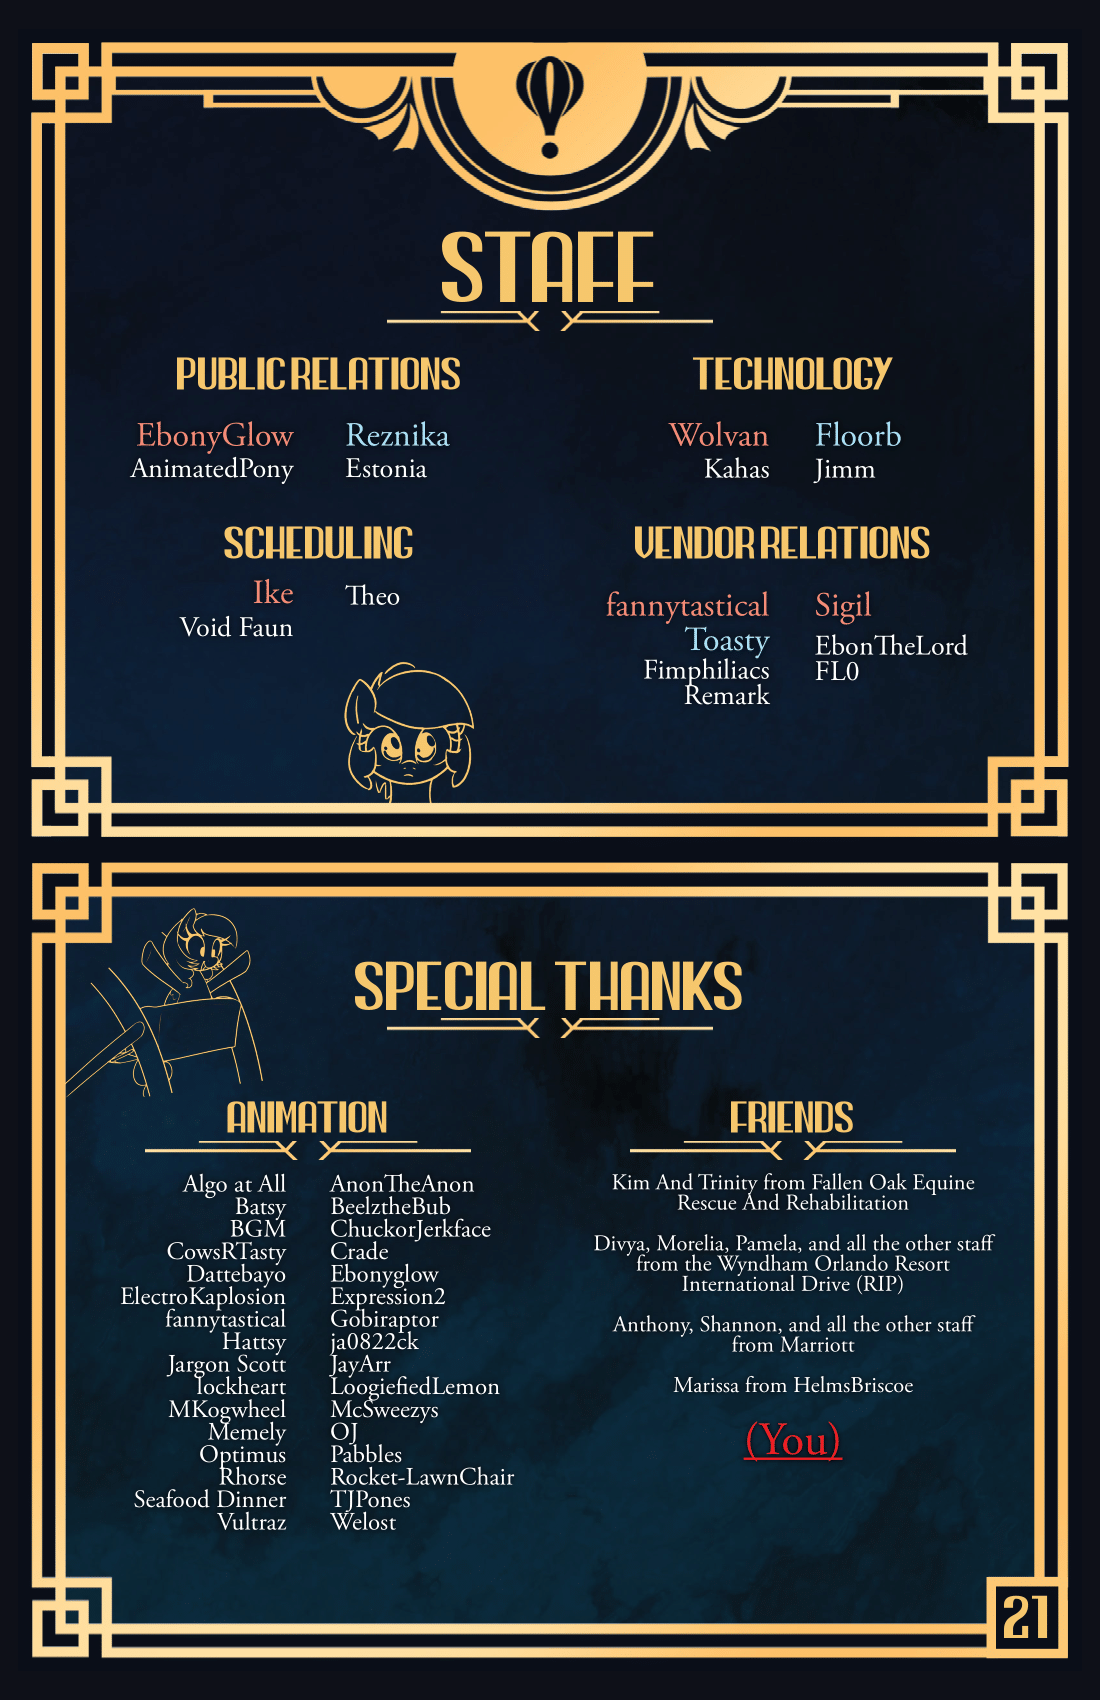 STAFF
PUBLIC RELATIONS
EbonyGlow Reznika
AnimatedPony Estonia
TECHNOLOGY
Wolvan Floorb
Kahas Jimm
SCHEDULING
Ike Theo
Void Faun
VENDOR RELATIONS
fannytastical Sigil
Toasty EbonTheLord
Fimphiliacs FL0
Remark
SPECIAL THANKS
ANIMATION
Algo at All AnonTheAnon
Batsy BeelztheBub
BGM ChuckorJerkface
CowsRTasty Crade
Dattebayo Ebonyglow
ElectroKaplosion Expression2
fannytastical Gobiraptor
Hattsy ja0822ck
Jargon Scott JayArr
lockheart LoogiefiedLemon
MKogwheel McSweezys
Memely OJ
Optimus Pabbles
Rhorse Rocket-LawnChair
Seafood Dinner TJPones
Vultraz Welost
FRIENDS
Kim And Trinity from Fallen Oak Equine
Rescue And Rehabilitation
Divya, Morelia, Pamela, and all the other staff
from the Wyndham Orlando Resort
International Drive (RIP)
Anthony, Shannon, and all the other staff
from Marriott
Marissa from HelmsBriscoe
(You)
21